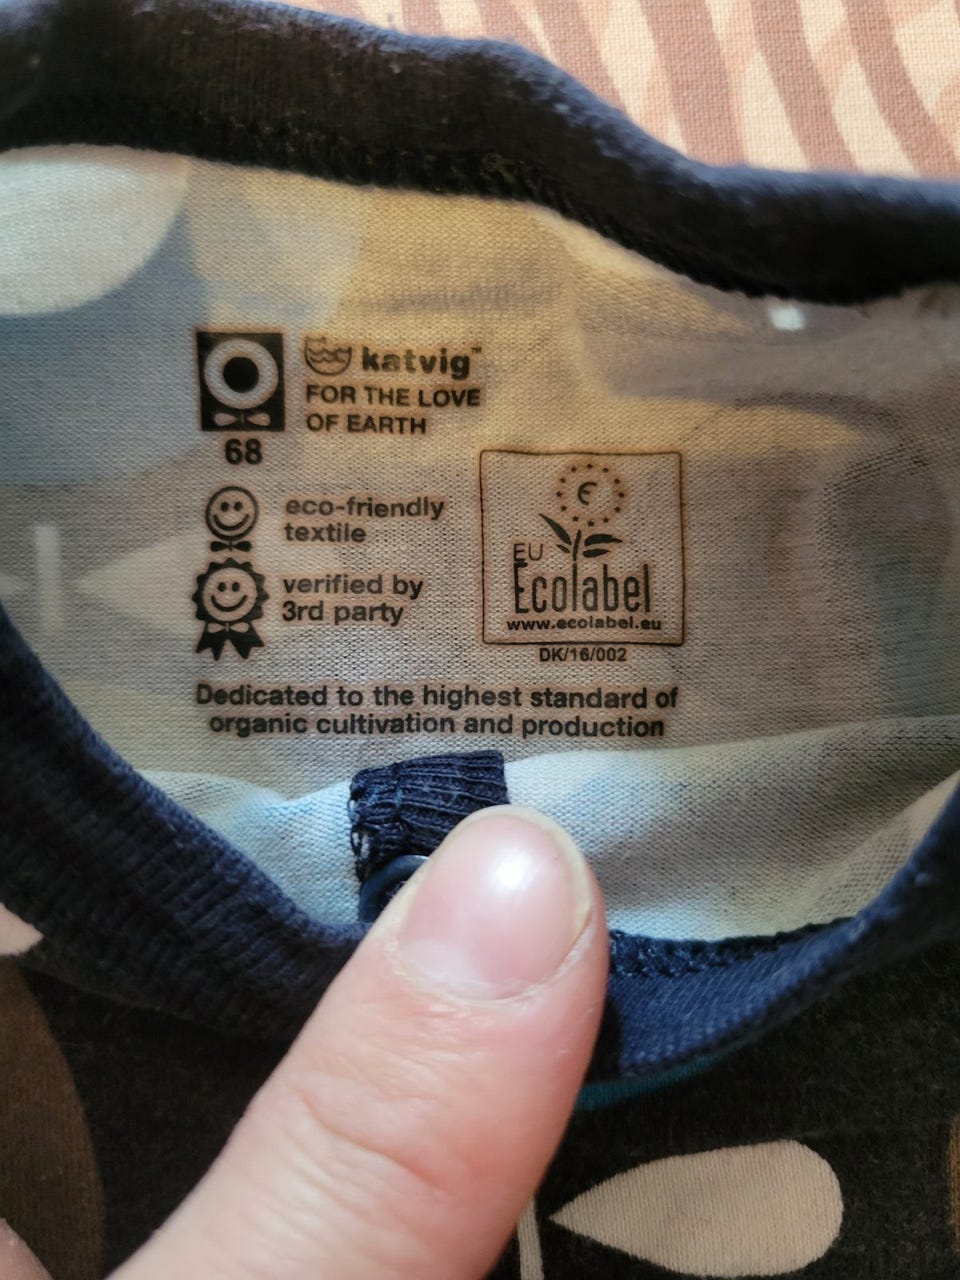 katvig™
FOR THE LOVE
OF EARTH
68
eco-friendly
textile
verified by
3rd party
EU
Ecolabel
www.ecolabel.eu
DK/16/002
Dedicated to the highest standard of
organic cultivation and production